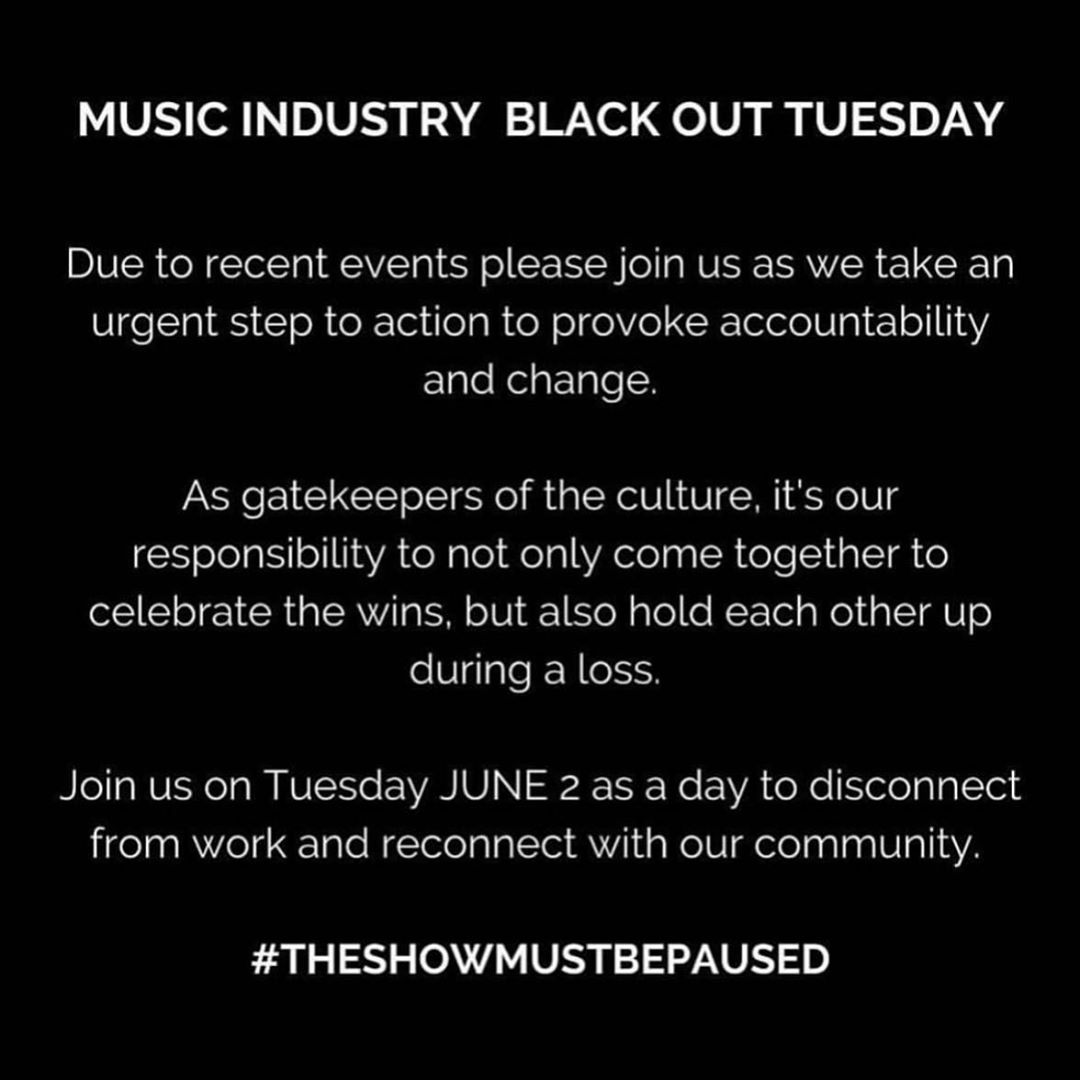 MUSIC INDUSTRY  BLACK OUT TUESDAY
Due to recent events please join us as we take an
urgent step to action to provoke accountability
and change.
As gatekeepers of the culture, it's our
responsibility to not only come together to
celebrate the wins, but also hold each other up
during a loss.
Join us on Tuesday JUNE 2 as a day to disconnect
from work and reconnect with our community.
#THESHOWMUSTBEPAUSED